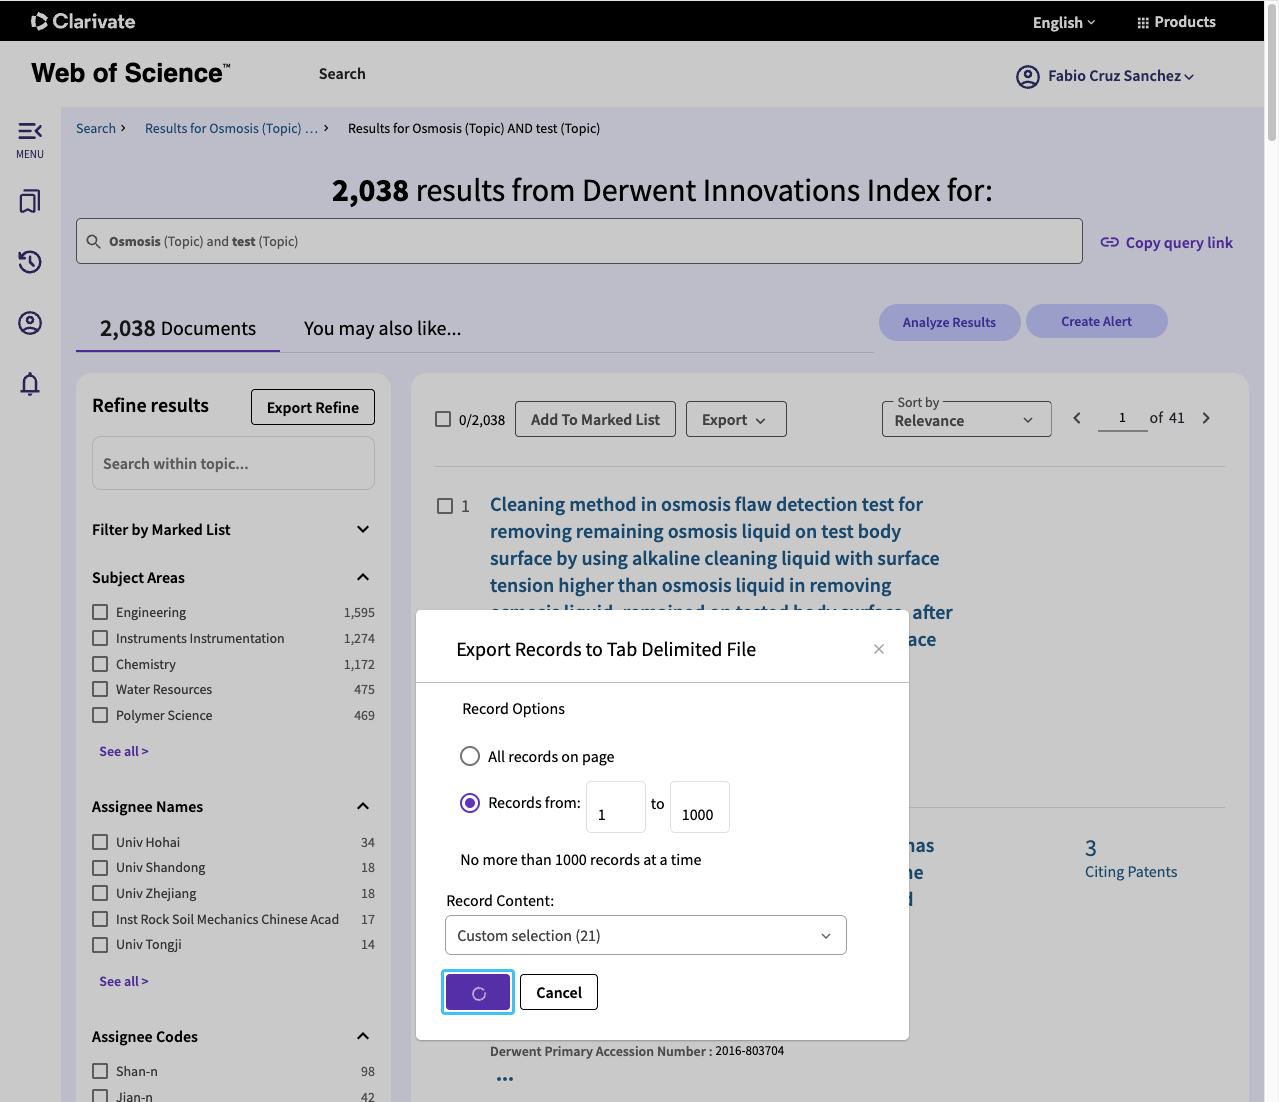 Clarivate
English
Products
Web of Science™
Search
Fabio Cruz Sanchez
MENU
Search › Results for Osmosis (Topic) … › Results for Osmosis (Topic) AND test (Topic)
2,038 results from Derwent Innovations Index for:
Osmosis (Topic) and test (Topic)
Copy query link
2,038 Documents
You may also like...
Analyze Results
Create Alert
Refine results
Export Refine
Search within topic...
Filter by Marked List
Subject Areas
Engineering 1,595
Instruments Instrumentation 1,274
Chemistry 1,172
Water Resources 475
Polymer Science 469
See all >
Assignee Names
Univ Hohai 34
Univ Shandong 18
Univ Zhejiang 18
Inst Rock Soil Mechanics Chinese Acad 17
Univ Tongji 14
See all >
Assignee Codes
Shan-n 98
Jian-n 42
0/2,038
Add To Marked List
Export
Sort by
Relevance
1 of 41
1
Cleaning method in osmosis flaw detection test for
removing remaining osmosis liquid on test body
surface by using alkaline cleaning liquid with surface
tension higher than osmosis liquid in removing
osmosis liquid, remained on tested body surface, after
Export Records to Tab Delimited File
Record Options
All records on page
Records from: 1 to 1000
No more than 1000 records at a time
Record Content:
Custom selection (21)
Cancel
3
Citing Patents
Derwent Primary Accession Number : 2016-803704
...